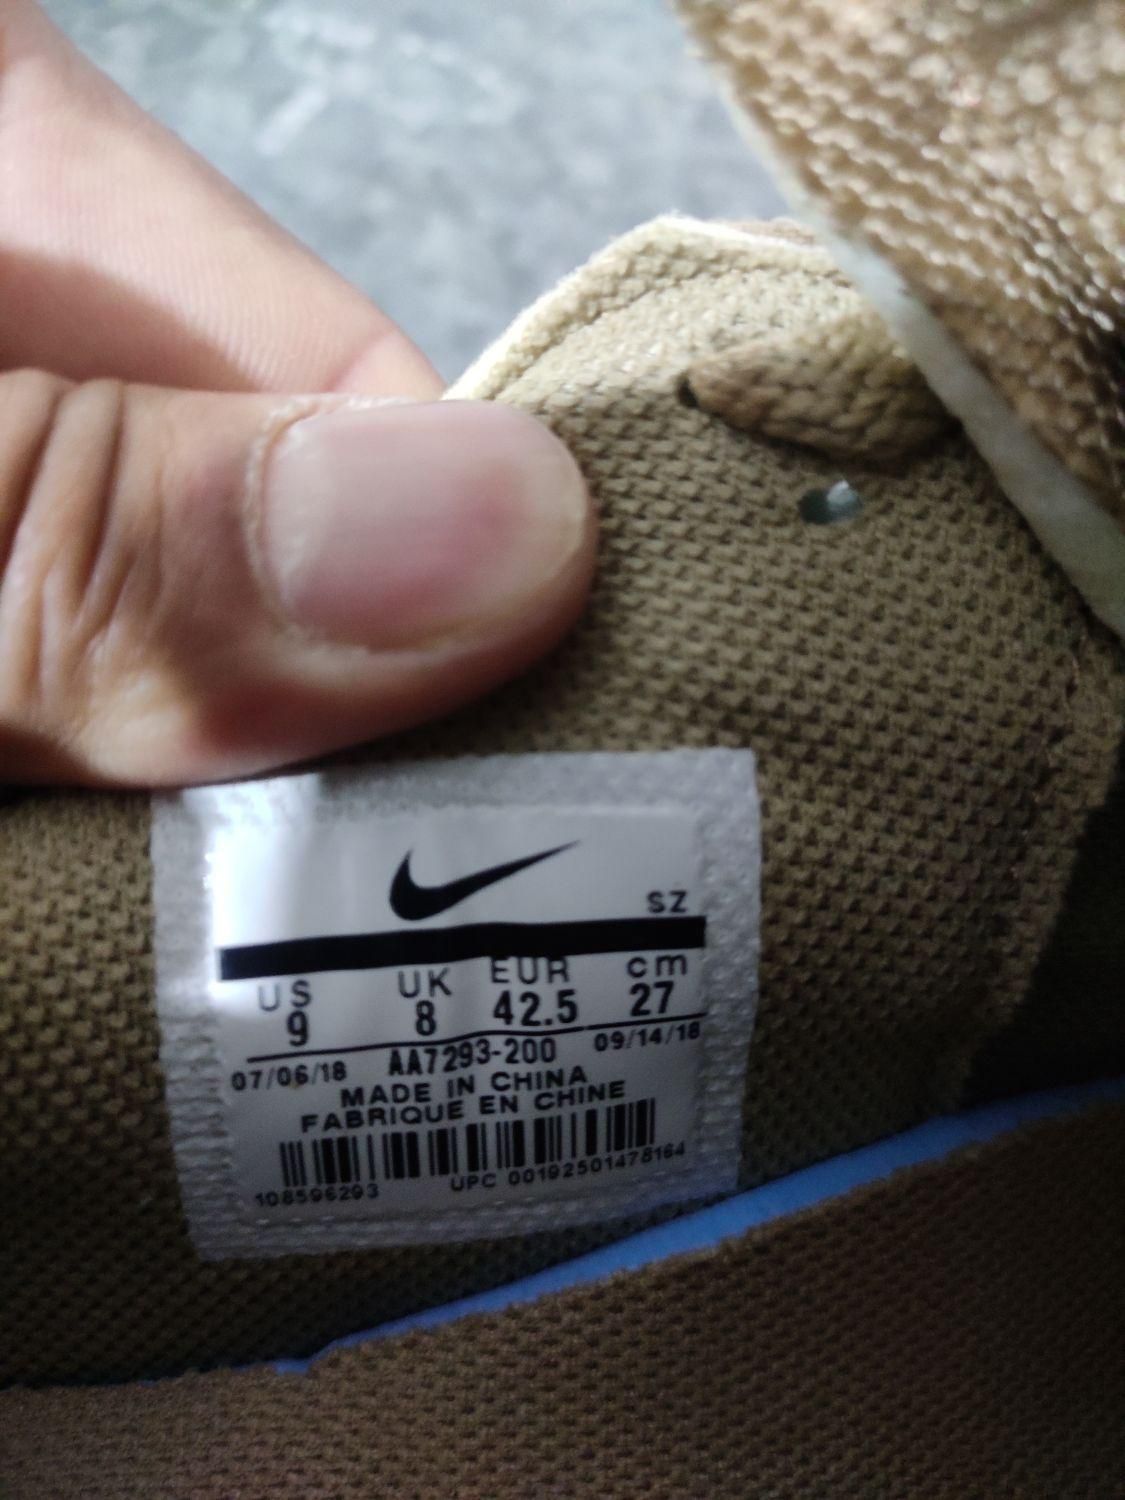 SZ
US UK EUR cm
9 8 42.5 27
07/06/18 AA7293-200 09/14/18
MADE IN CHINA
FABRIQUE EN CHINE
108596293 UPC 00192501478164